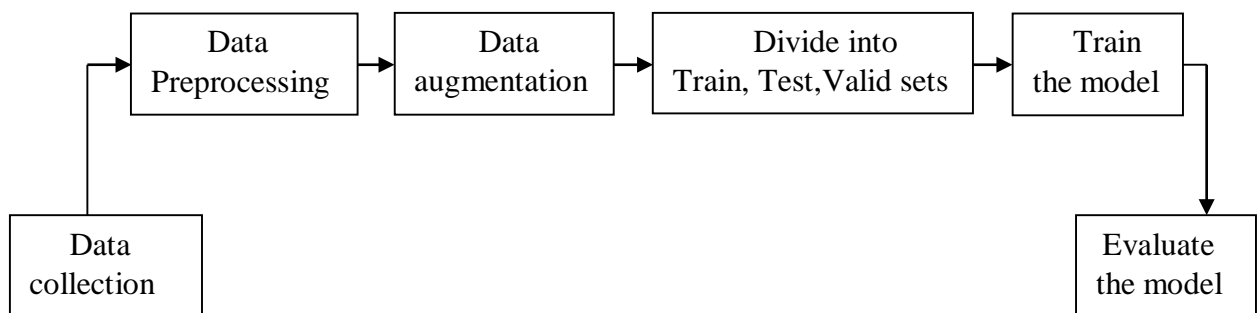 Data
collection
Data
Preprocessing
Data
augmentation
Divide into
Train, Test,Valid sets
Train
the model
Evaluate
the model